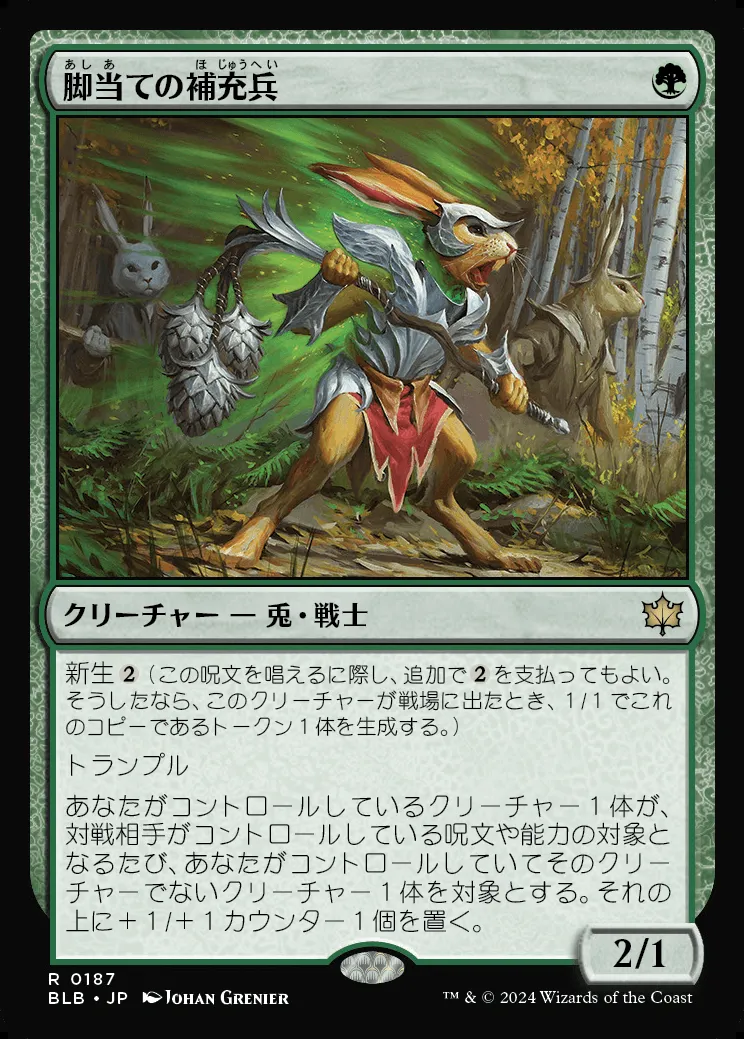 脚当ての補充兵
クリーチャー — 兎・戦士
新生 2（この呪文を唱えるに際し、追加で 2 を支払ってもよい。
そうしたなら、このクリーチャーが戦場に出たとき、1/1 でこれ
のコピーであるトークン１体を生成する。）
トランプル
あなたがコントロールしているクリーチャー１体が、
対戦相手がコントロールしている呪文や能力の対象と
なるたび、あなたがコントロールしていてそのクリー
チャーでないクリーチャー１体を対象とする。それの
上に＋１/＋１カウンター１個を置く。
2/1
R 0187
BLB • JP Johan Grenier
™ & © 2024 Wizards of the Coast